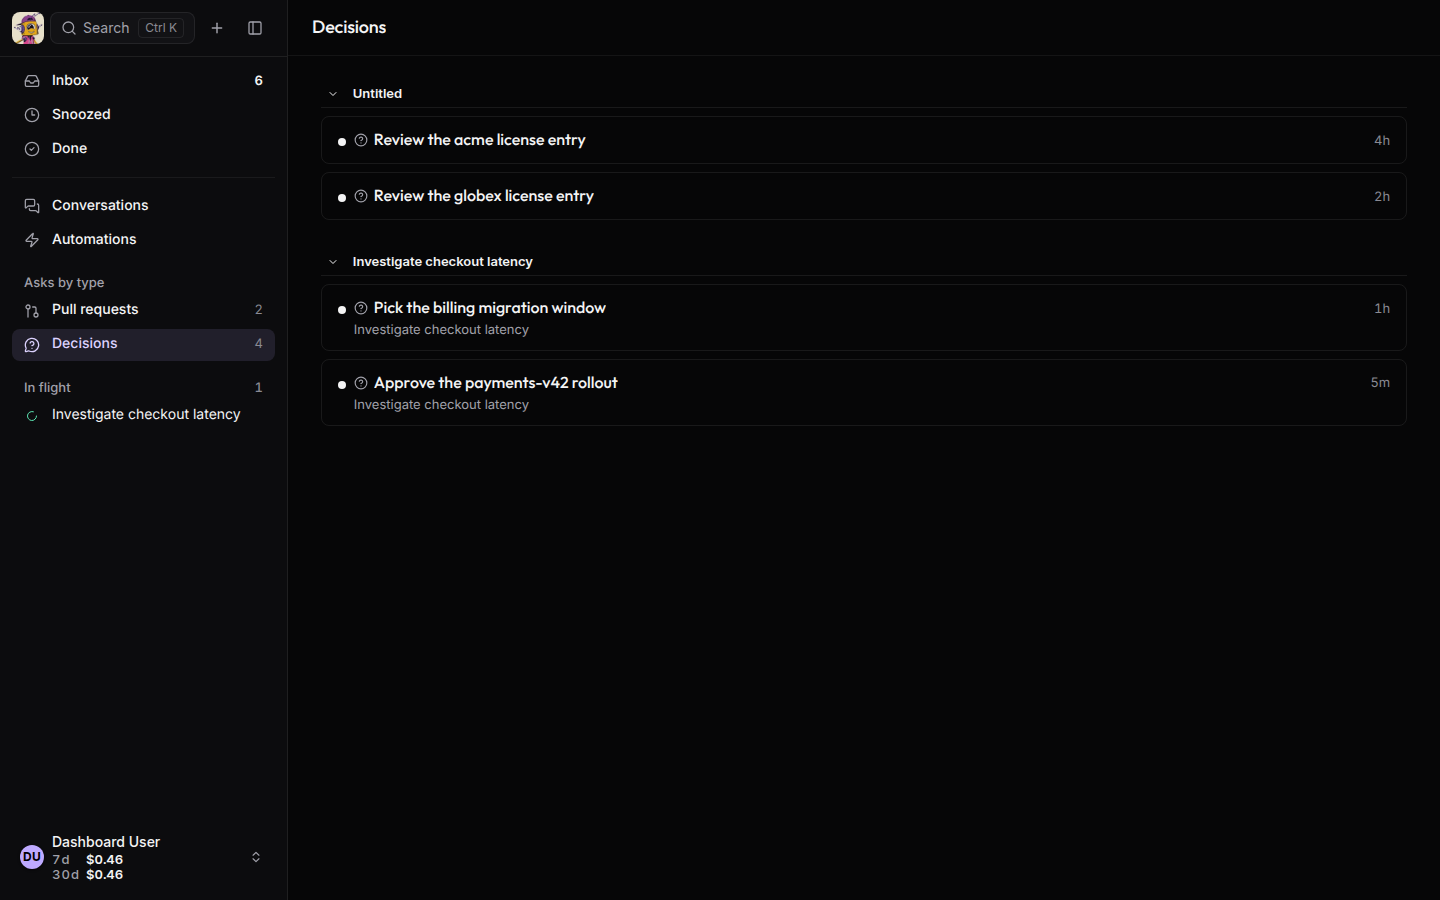 Search Ctrl K
Inbox 6
Snoozed
Done
Conversations
Automations
Asks by type
Pull requests 2
Decisions 4
In flight 1
Investigate checkout latency
DU
Dashboard User
7d $0.46
30d $0.46
Decisions
Untitled
Review the acme license entry 4h
Review the globex license entry 2h
Investigate checkout latency
Pick the billing migration window 1h
Investigate checkout latency
Approve the payments-v42 rollout 5m
Investigate checkout latency